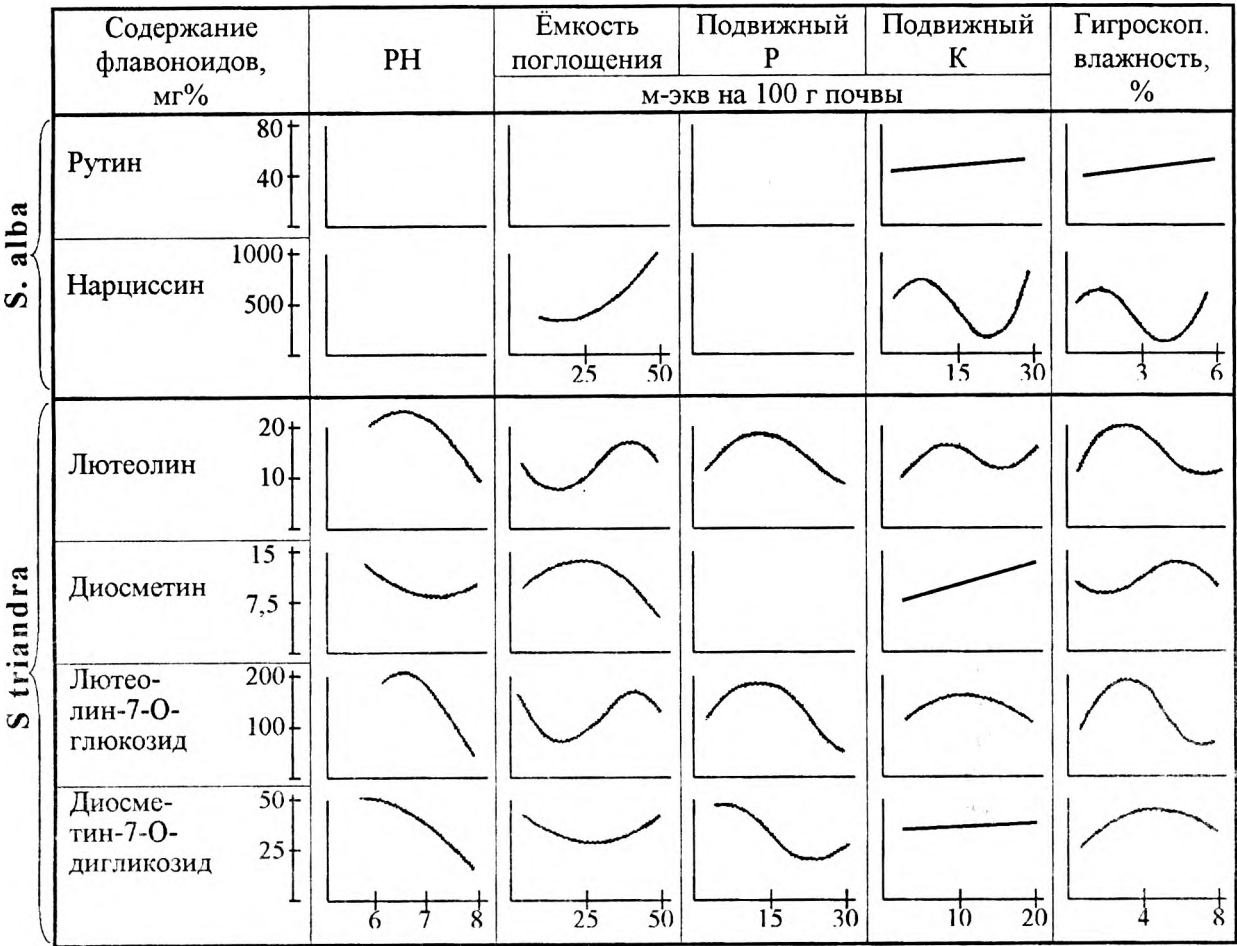 Содержание
флавоноидов,
мг%
РН
Ёмкость
поглощения
Подвижный
Р
Подвижный
К
Гигроскоп.
влажность,
%
м-экв на 100 г почвы
S. alba
Рутин
80
40
Нарциссин
1000
500
25 50
15 30
3 6
S triandra
Лютеолин
20
10
Диосметин
15
7,5
Лютео-
лин-7-О-
глюкозид
200
100
Диосме-
тин-7-О-
дигликозид
50
25
6 7 8
25 50
15 30
10 20
4 8